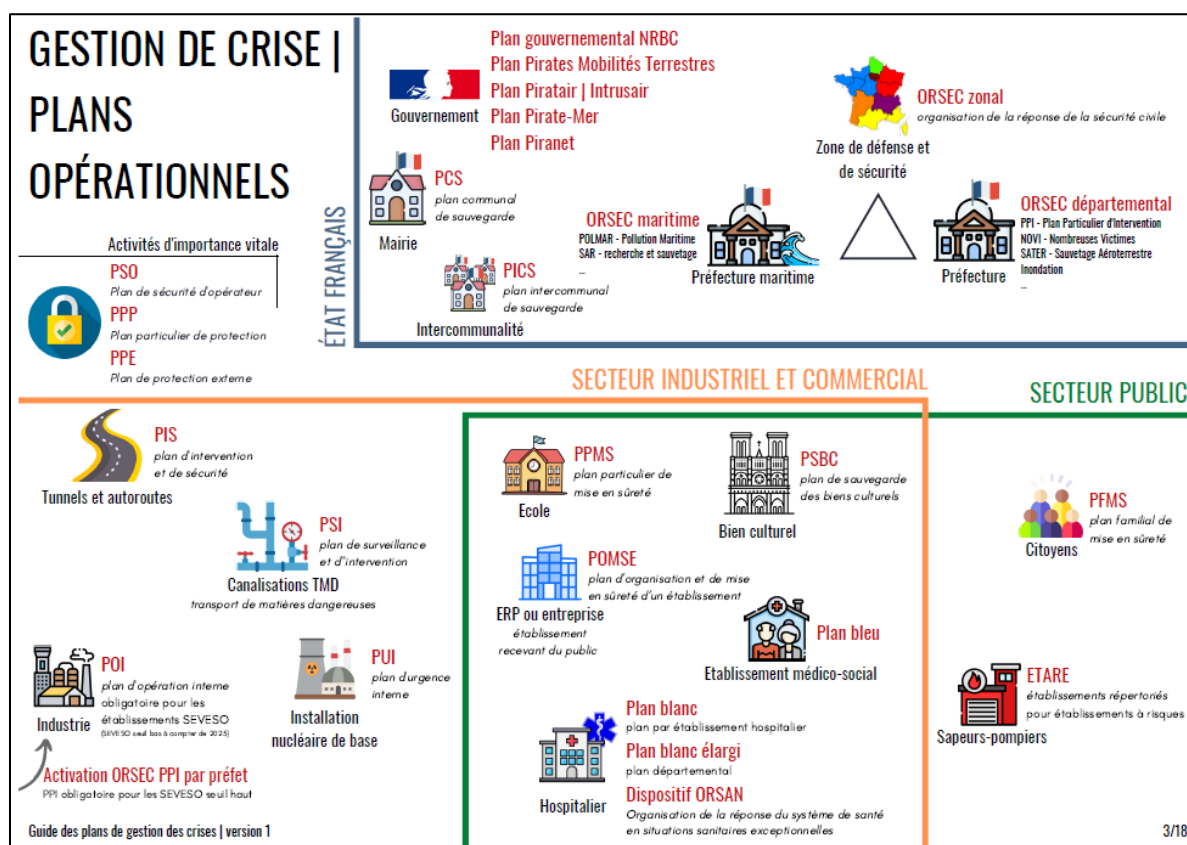 GESTION DE CRISE |
PLANS
OPÉRATIONNELS
Activités d'importance vitale
PSO
Plan de sécurité d'opérateur
PPP
Plan particulier de protection
PPE
Plan de protection externe
ÉTAT FRANÇAIS
Gouvernement
Plan gouvernemental NRBC
Plan Pirates Mobilités Terrestres
Plan Piratair | Intrusair
Plan Pirate-Mer
Plan Piranet
Mairie
PCS
plan communal
de sauvegarde
Intercommunalité
PICS
plan intercommunal
de sauvegarde
ORSEC zonal
organisation de la réponse de la sécurité civile
Zone de défense et
de sécurité
ORSEC maritime
POLMAR - Pollution Maritime
SAR - recherche et sauvetage
...
Préfecture maritime
Préfecture
ORSEC départemental
PPI - Plan Particulier d'Intervention
NOVI - Nombreuses Victimes
SATER - Sauvetage Aéroterrestre
Inondation
...
SECTEUR INDUSTRIEL ET COMMERCIAL
SECTEUR PUBLIC
PIS
plan d'intervention
et de sécurité
Tunnels et autoroutes
PSI
plan de surveillance
et d'intervention
Canalisations TMD
transport de matières dangereuses
POI
plan d'opération interne
obligatoire pour les
établissements SEVESO
(SEVESO seuil bas à compter de 2023)
Industrie
PUI
plan d'urgence
interne
Installation
nucléaire de base
Activation ORSEC PPI par préfet
PPI obligatoire pour les SEVESO seuil haut
PPMS
plan particulier de
mise en sûreté
Ecole
PSBC
plan de sauvegarde
des biens culturels
Bien culturel
POMSE
plan d'organisation et de mise
en sûreté d'un établissement
ERP ou entreprise
établissement
recevant du public
Plan bleu
Etablissement médico-social
Plan blanc
plan par établissement hospitalier
Plan blanc élargi
plan départemental
Dispositif ORSAN
Organisation de la réponse du système de santé
en situations sanitaires exceptionnelles
Hospitalier
PFMS
plan familial de
mise en sûreté
Citoyens
ETARE
établissements répertoriés
pour établissements à risques
Sapeurs-pompiers
Guide des plans de gestion des crises | version 1
3/18